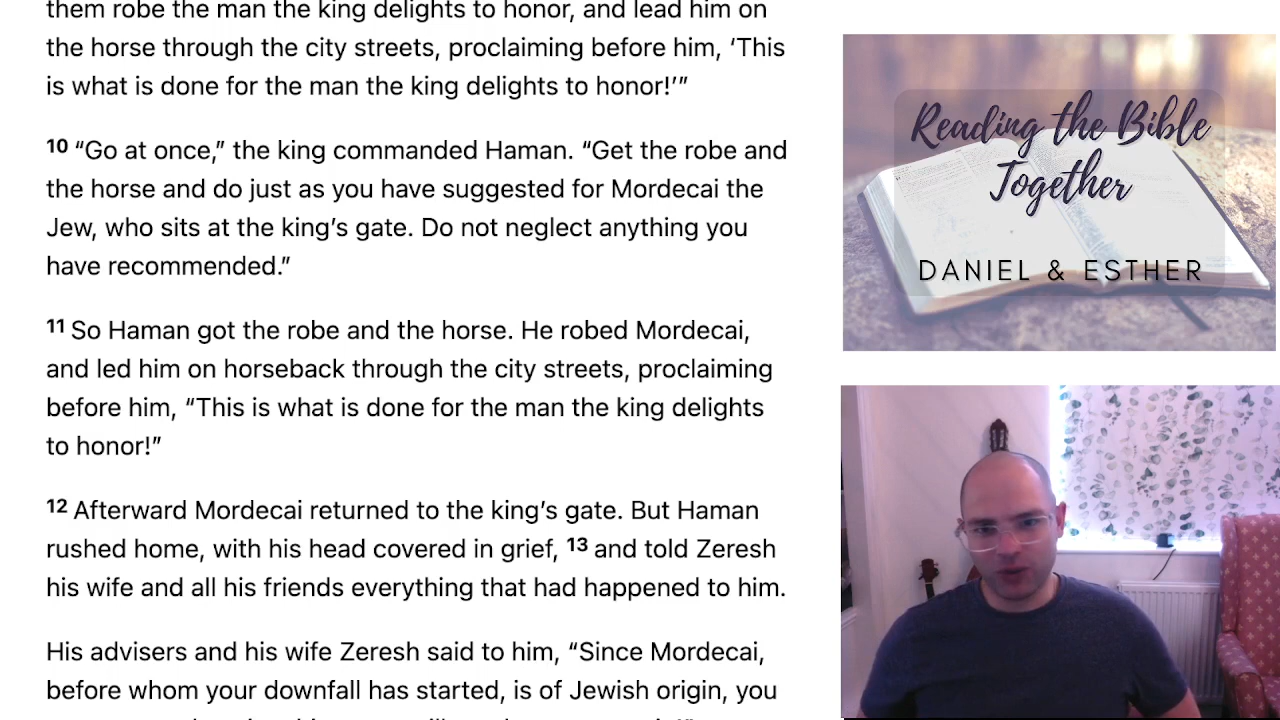 them robe the man the king delights to honor, and lead him on
the horse through the city streets, proclaiming before him, ‘This
is what is done for the man the king delights to honor!’”
10 “Go at once,” the king commanded Haman. “Get the robe and
the horse and do just as you have suggested for Mordecai the
Jew, who sits at the king’s gate. Do not neglect anything you
have recommended.”
11 So Haman got the robe and the horse. He robed Mordecai,
and led him on horseback through the city streets, proclaiming
before him, “This is what is done for the man the king delights
to honor!”
12 Afterward Mordecai returned to the king’s gate. But Haman
rushed home, with his head covered in grief, 13 and told Zeresh
his wife and all his friends everything that had happened to him.
His advisers and his wife Zeresh said to him, “Since Mordecai,
before whom your downfall has started, is of Jewish origin, you
Reading the Bible
Together
DANIEL & ESTHER